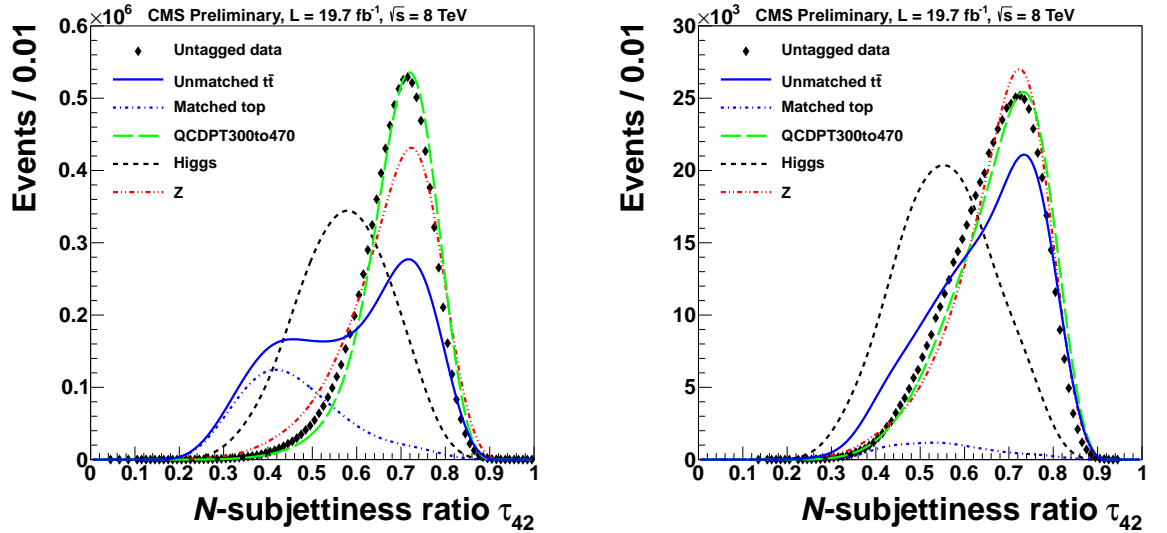 ×10⁶ CMS Preliminary, L = 19.7 fb⁻¹, √s = 8 TeV
Events / 0.01
0.6
0.5
0.4
0.3
0.2
0.1
0
Untagged data
Unmatched tt̄
Matched top
QCDPT300to470
Higgs
Z
0 0.1 0.2 0.3 0.4 0.5 0.6 0.7 0.8 0.9 1
N-subjettiness ratio τ₄₂
×10³ CMS Preliminary, L = 19.7 fb⁻¹, √s = 8 TeV
Events / 0.01
30
25
20
15
10
5
0
Untagged data
Unmatched tt̄
Matched top
QCDPT300to470
Higgs
Z
0 0.1 0.2 0.3 0.4 0.5 0.6 0.7 0.8 0.9 1
N-subjettiness ratio τ₄₂